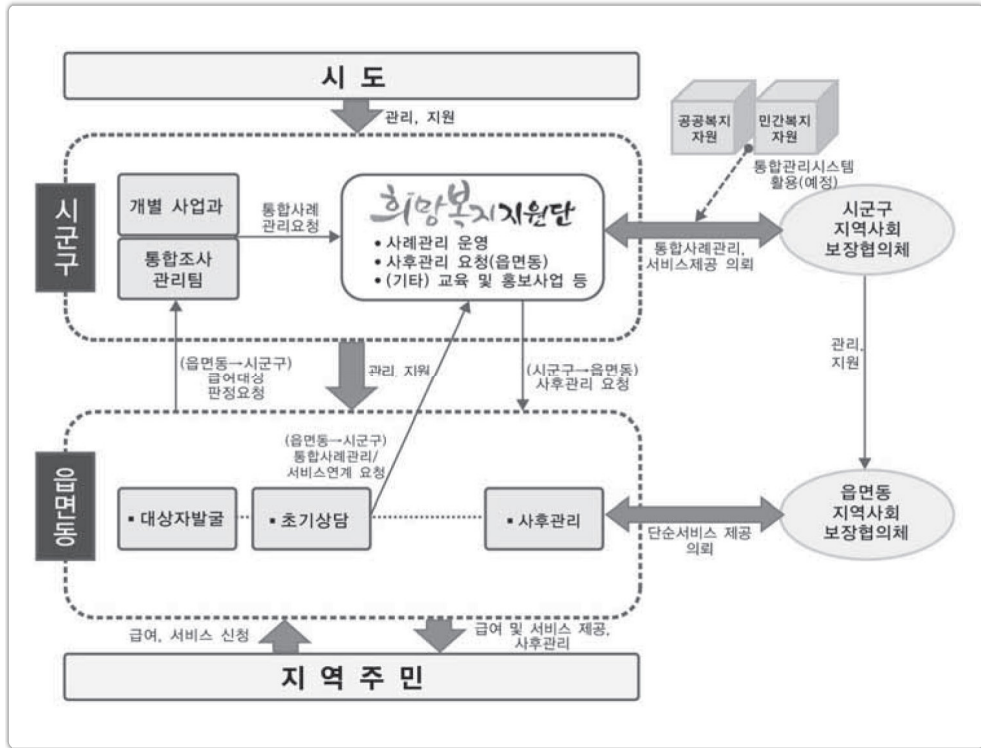 시 도
관리, 지원
공공복지
자원
민간복지
자원
통합관리시스템
활용(예정)
시군구
개별 사업과
통합조사
관리팀
통합사례
관리요청
희망복지지원단
• 사례관리 운영
• 사후관리 요청(읍면동)
• (기타) 교육 및 홍보사업 등
통합사례관리,
서비스제공 의뢰
시군구
지역사회
보장협의체
(읍면동→시군구)
급여대상
판정요청
관리, 지원
(시군구→읍면동)
사후관리 요청
관리,
지원
(읍면동→시군구)
통합사례관리/
서비스연계 요청
읍면동
▪ 대상자발굴
▪ 초기상담
▪ 사후관리
단순서비스 제공
의뢰
읍면동
지역사회
보장협의체
급여, 서비스 신청
급여 및 서비스 제공,
사후관리
지 역 주 민